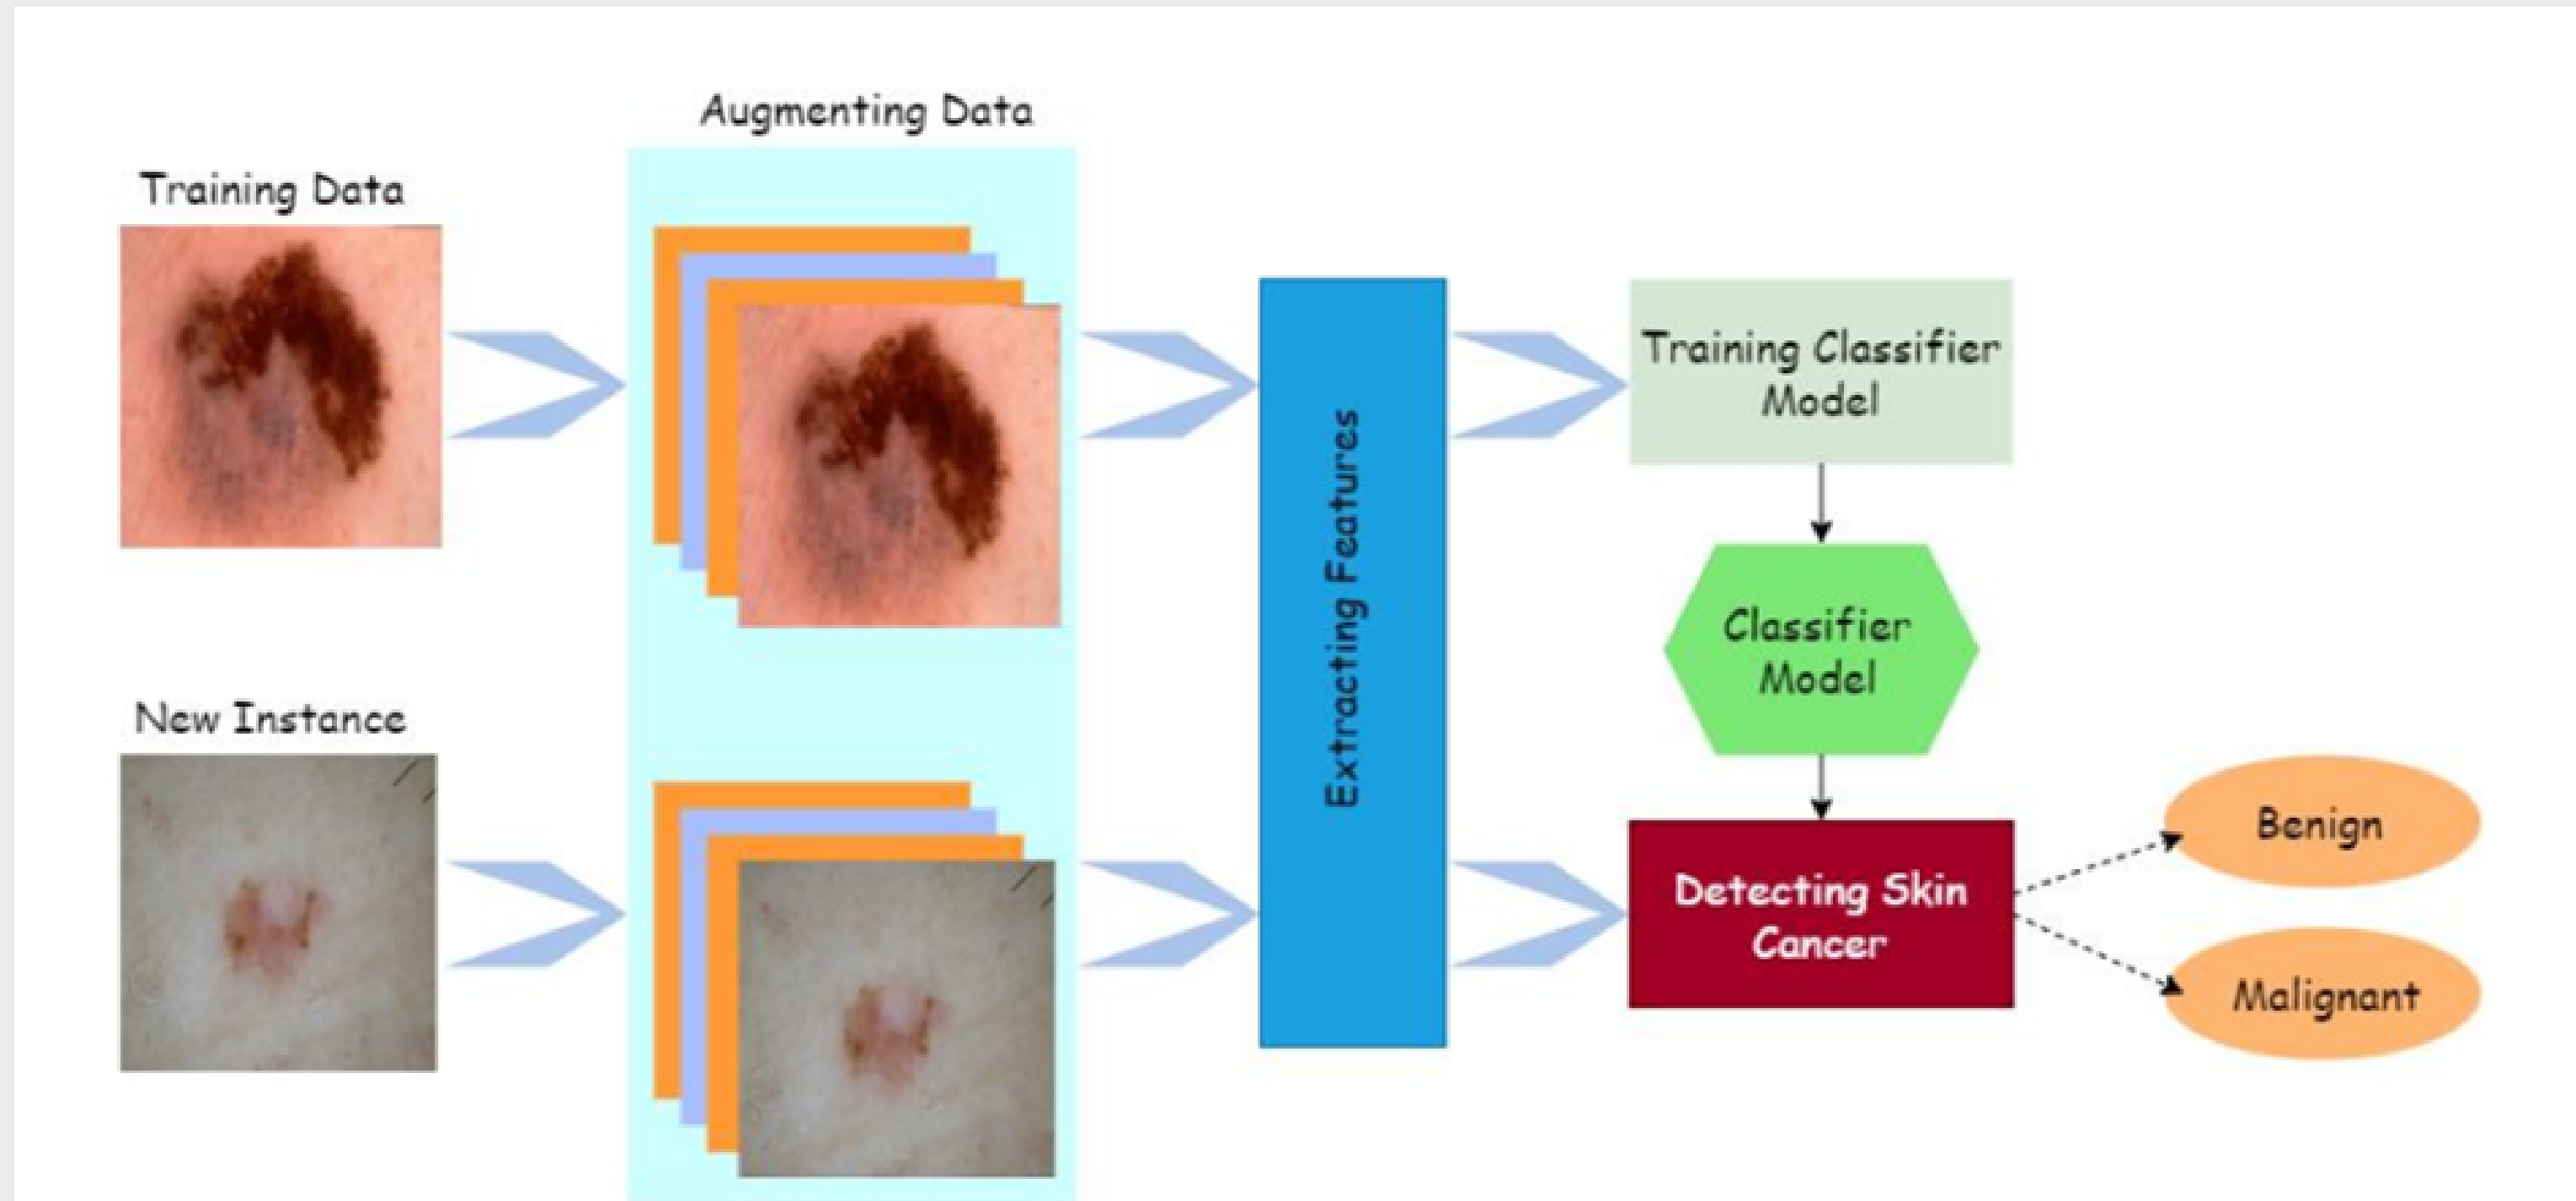 Augmenting Data
Training Data
Training Classifier
Model
Extracting Features
Classifier
Model
New Instance
Benign
Detecting Skin
Cancer
Malignant